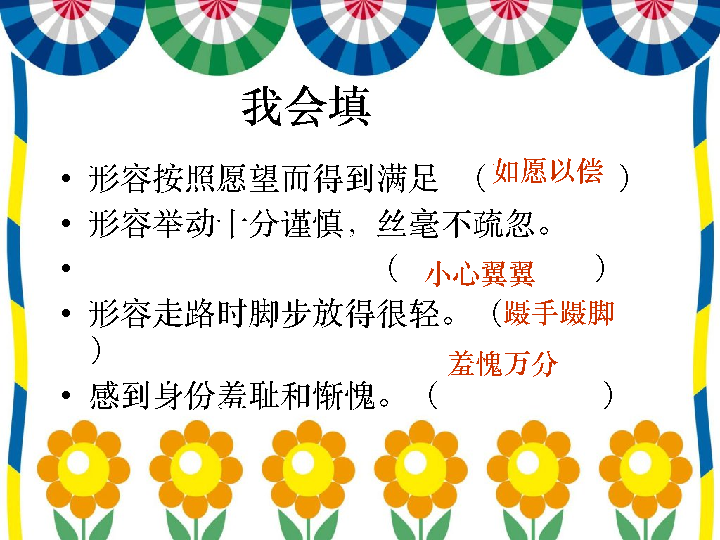 我会填
• 形容按照愿望而得到满足 （如愿以偿 ）
• 形容举动十分谨慎，丝毫不疏忽。
• （ 小心翼翼 ）
• 形容走路时脚步放得很轻。（蹑手蹑脚
）
羞愧万分
• 感到身份羞耻和惭愧。（ ）